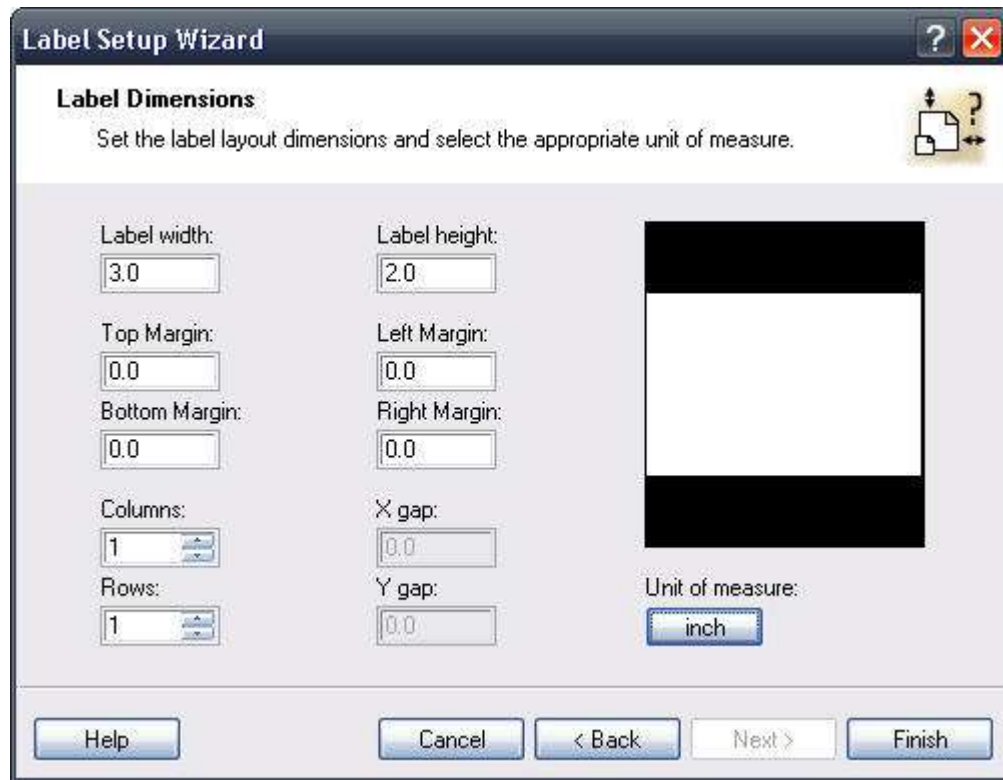 Label Setup Wizard
?
Label Dimensions
Set the label layout dimensions and select the appropriate unit of measure.
?
Label width: Label height:
3.0 2.0
Top Margin: Left Margin:
0.0 0.0
Bottom Margin: Right Margin:
0.0 0.0
Columns: X gap:
1 0.0
Rows: Y gap: Unit of measure:
1 0.0 inch
Help Cancel < Back Next > Finish